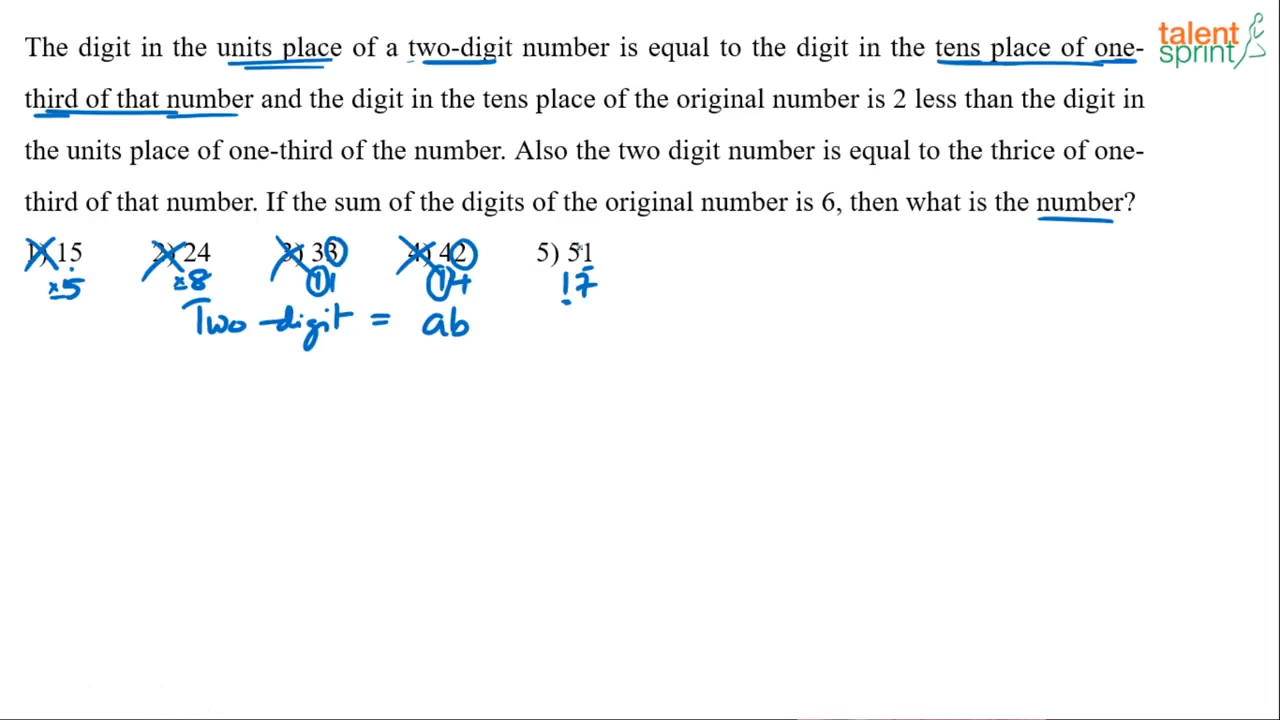 talent
sprint
The digit in the units place of a two-digit number is equal to the digit in the tens place of one-
third of that number and the digit in the tens place of the original number is 2 less than the digit in
the units place of one-third of the number. Also the two digit number is equal to the thrice of one-
third of that number. If the sum of the digits of the original number is 6, then what is the number?
1) 15 2) 24 3) 33 4) 42 5) 51
×5 ×8 11 14 17
Two-digit = ab